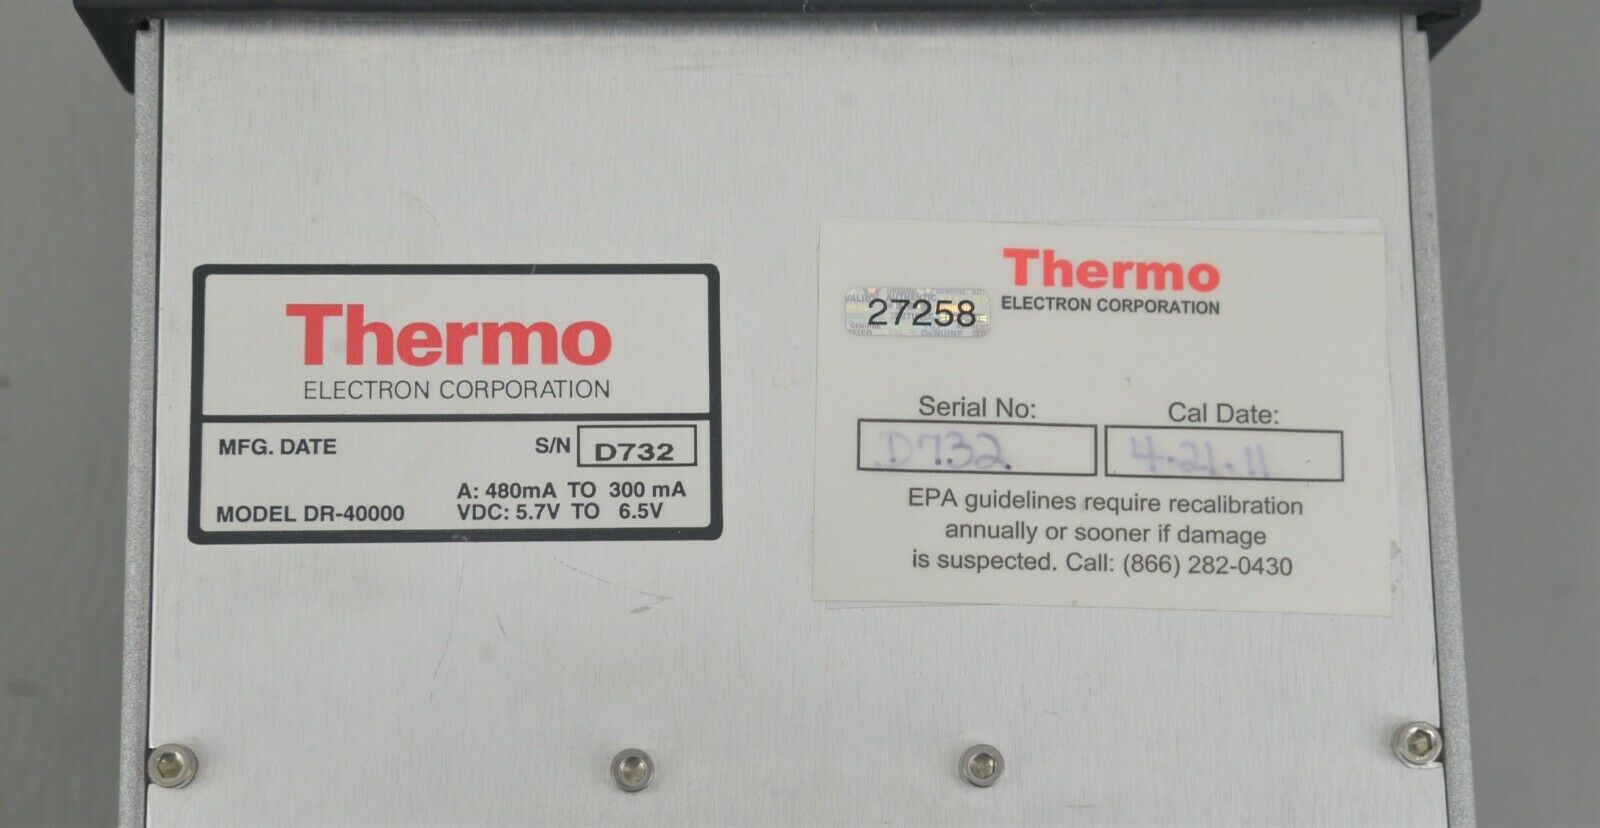 Thermo
ELECTRON CORPORATION
MFG. DATE
S/N D732
MODEL DR-40000
A: 480mA TO 300 mA
VDC: 5.7V TO 6.5V
Thermo
ELECTRON CORPORATION
27258
Serial No:
D732
Cal Date:
4.21.11
EPA guidelines require recalibration
annually or sooner if damage
is suspected. Call: (866) 282-0430